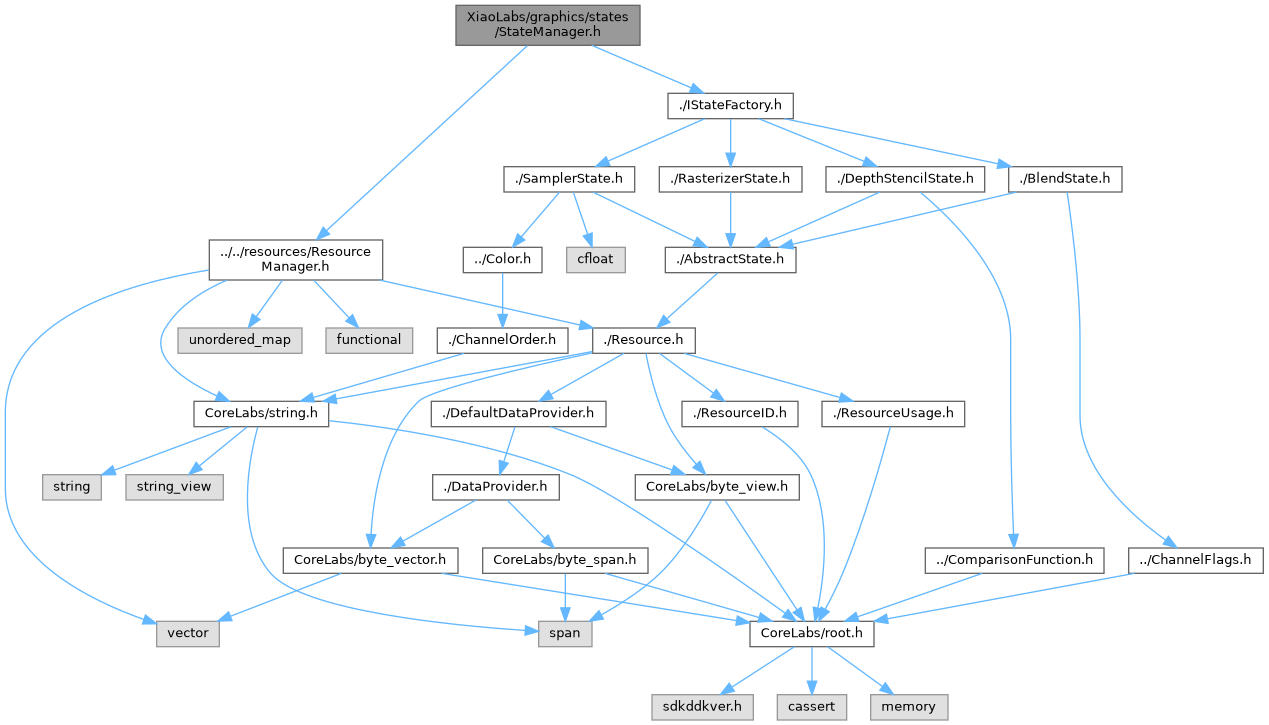 XiaoLabs/graphics/states
/StateManager.h
./IStateFactory.h
./SamplerState.h
./RasterizerState.h
./DepthStencilState.h
./BlendState.h
../../resources/Resource
Manager.h
../Color.h
cfloat
./AbstractState.h
unordered_map
functional
./ChannelOrder.h
./Resource.h
CoreLabs/string.h
./DefaultDataProvider.h
./ResourceID.h
./ResourceUsage.h
string
string_view
./DataProvider.h
CoreLabs/byte_view.h
CoreLabs/byte_vector.h
CoreLabs/byte_span.h
../ComparisonFunction.h
../ChannelFlags.h
vector
span
CoreLabs/root.h
sdkddkver.h
cassert
memory